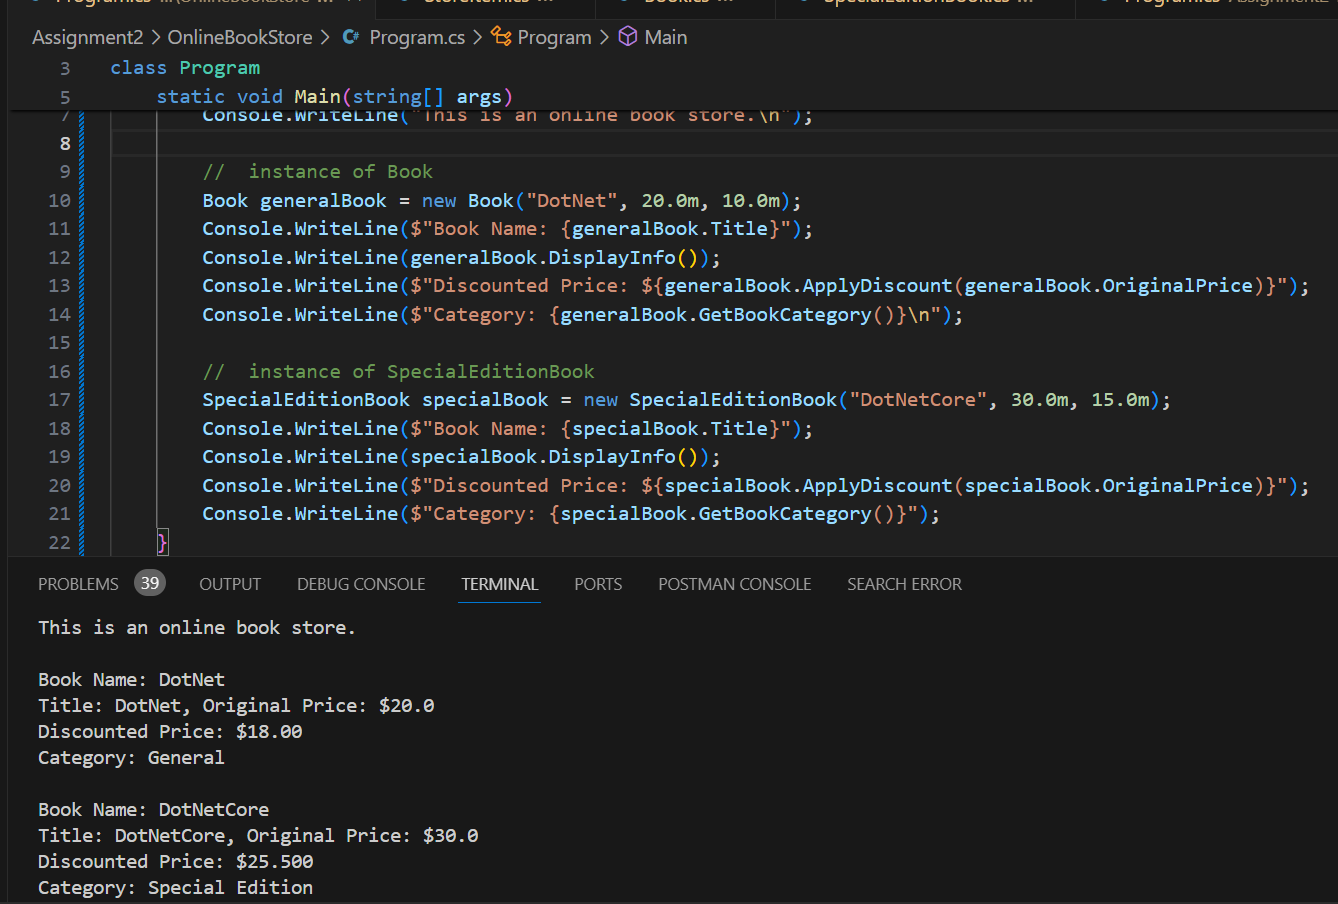 Assignment2 > OnlineBookStore > C# Program.cs > Program > Main
3 class Program
5 static void Main(string[] args)
7 Console.WriteLine("This is an online book store.\n");
8
9 // instance of Book
10 Book generalBook = new Book("DotNet", 20.0m, 10.0m);
11 Console.WriteLine($"Book Name: {generalBook.Title}");
12 Console.WriteLine(generalBook.DisplayInfo());
13 Console.WriteLine($"Discounted Price: ${generalBook.ApplyDiscount(generalBook.OriginalPrice)}");
14 Console.WriteLine($"Category: {generalBook.GetBookCategory()}\n");
15
16 // instance of SpecialEditionBook
17 SpecialEditionBook specialBook = new SpecialEditionBook("DotNetCore", 30.0m, 15.0m);
18 Console.WriteLine($"Book Name: {specialBook.Title}");
19 Console.WriteLine(specialBook.DisplayInfo());
20 Console.WriteLine($"Discounted Price: ${specialBook.ApplyDiscount(specialBook.OriginalPrice)}");
21 Console.WriteLine($"Category: {specialBook.GetBookCategory()}");
22 }
PROBLEMS 39 OUTPUT DEBUG CONSOLE TERMINAL PORTS POSTMAN CONSOLE SEARCH ERROR
This is an online book store.
Book Name: DotNet
Title: DotNet, Original Price: $20.0
Discounted Price: $18.00
Category: General
Book Name: DotNetCore
Title: DotNetCore, Original Price: $30.0
Discounted Price: $25.500
Category: Special Edition